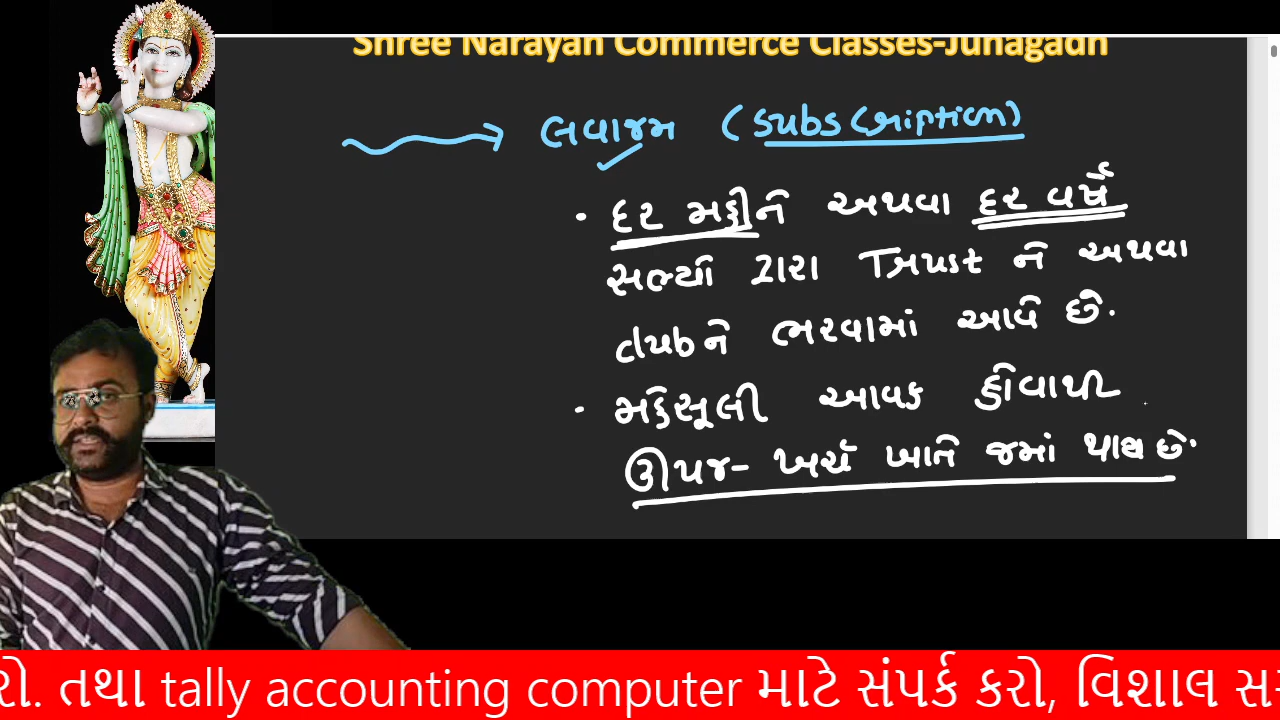 Shree Narayan Commerce Classes-Junagadh
લવાજમ (Subscription)
• દર મહીને અથવા દર વર્ષે
સભ્યો દ્વારા Trust ને અથવા
club ને ભરવામાં આવે છે.
• મહેસૂલી આવક હોવાથી
ઊપજ- ખર્ચ ખાતે જમાં થાય છે.
રો. તથા tally accounting computer માટે સંપર્ક કરો, વિશાલ